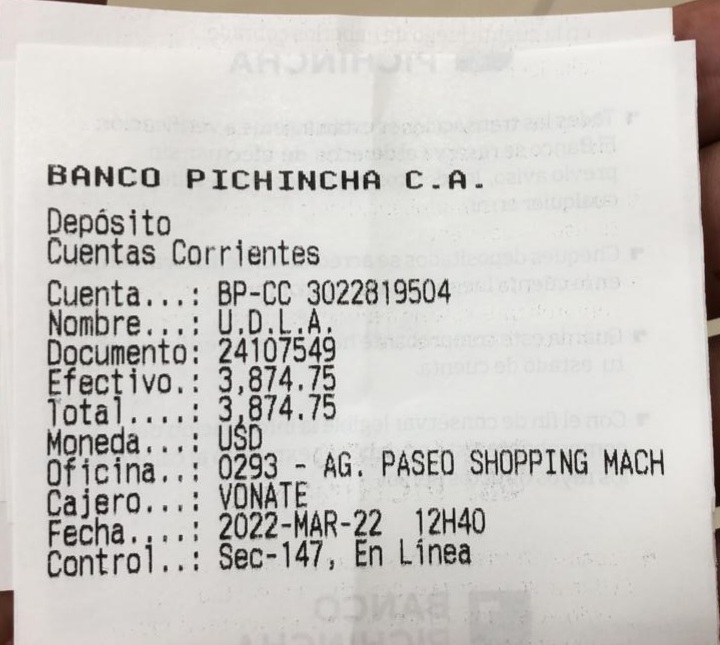 BANCO PICHINCHA C.A.
Depósito
Cuentas Corrientes
Cuenta...: BP-CC 3022819504
Nombre...: U.D.L.A.
Documento: 24107549
Efectivo.: 3,874.75
Total....: 3,874.75
Moneda...: USD
Oficina..: 0293 - AG. PASEO SHOPPING MACH
Cajero...: VONATE
Fecha....: 2022-MAR-22 12H40
Control..: Sec-147, En Línea